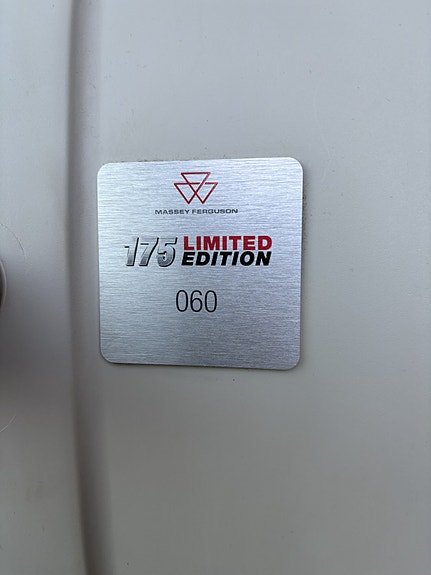 MASSEY FERGUSON
175 LIMITED
EDITION
060